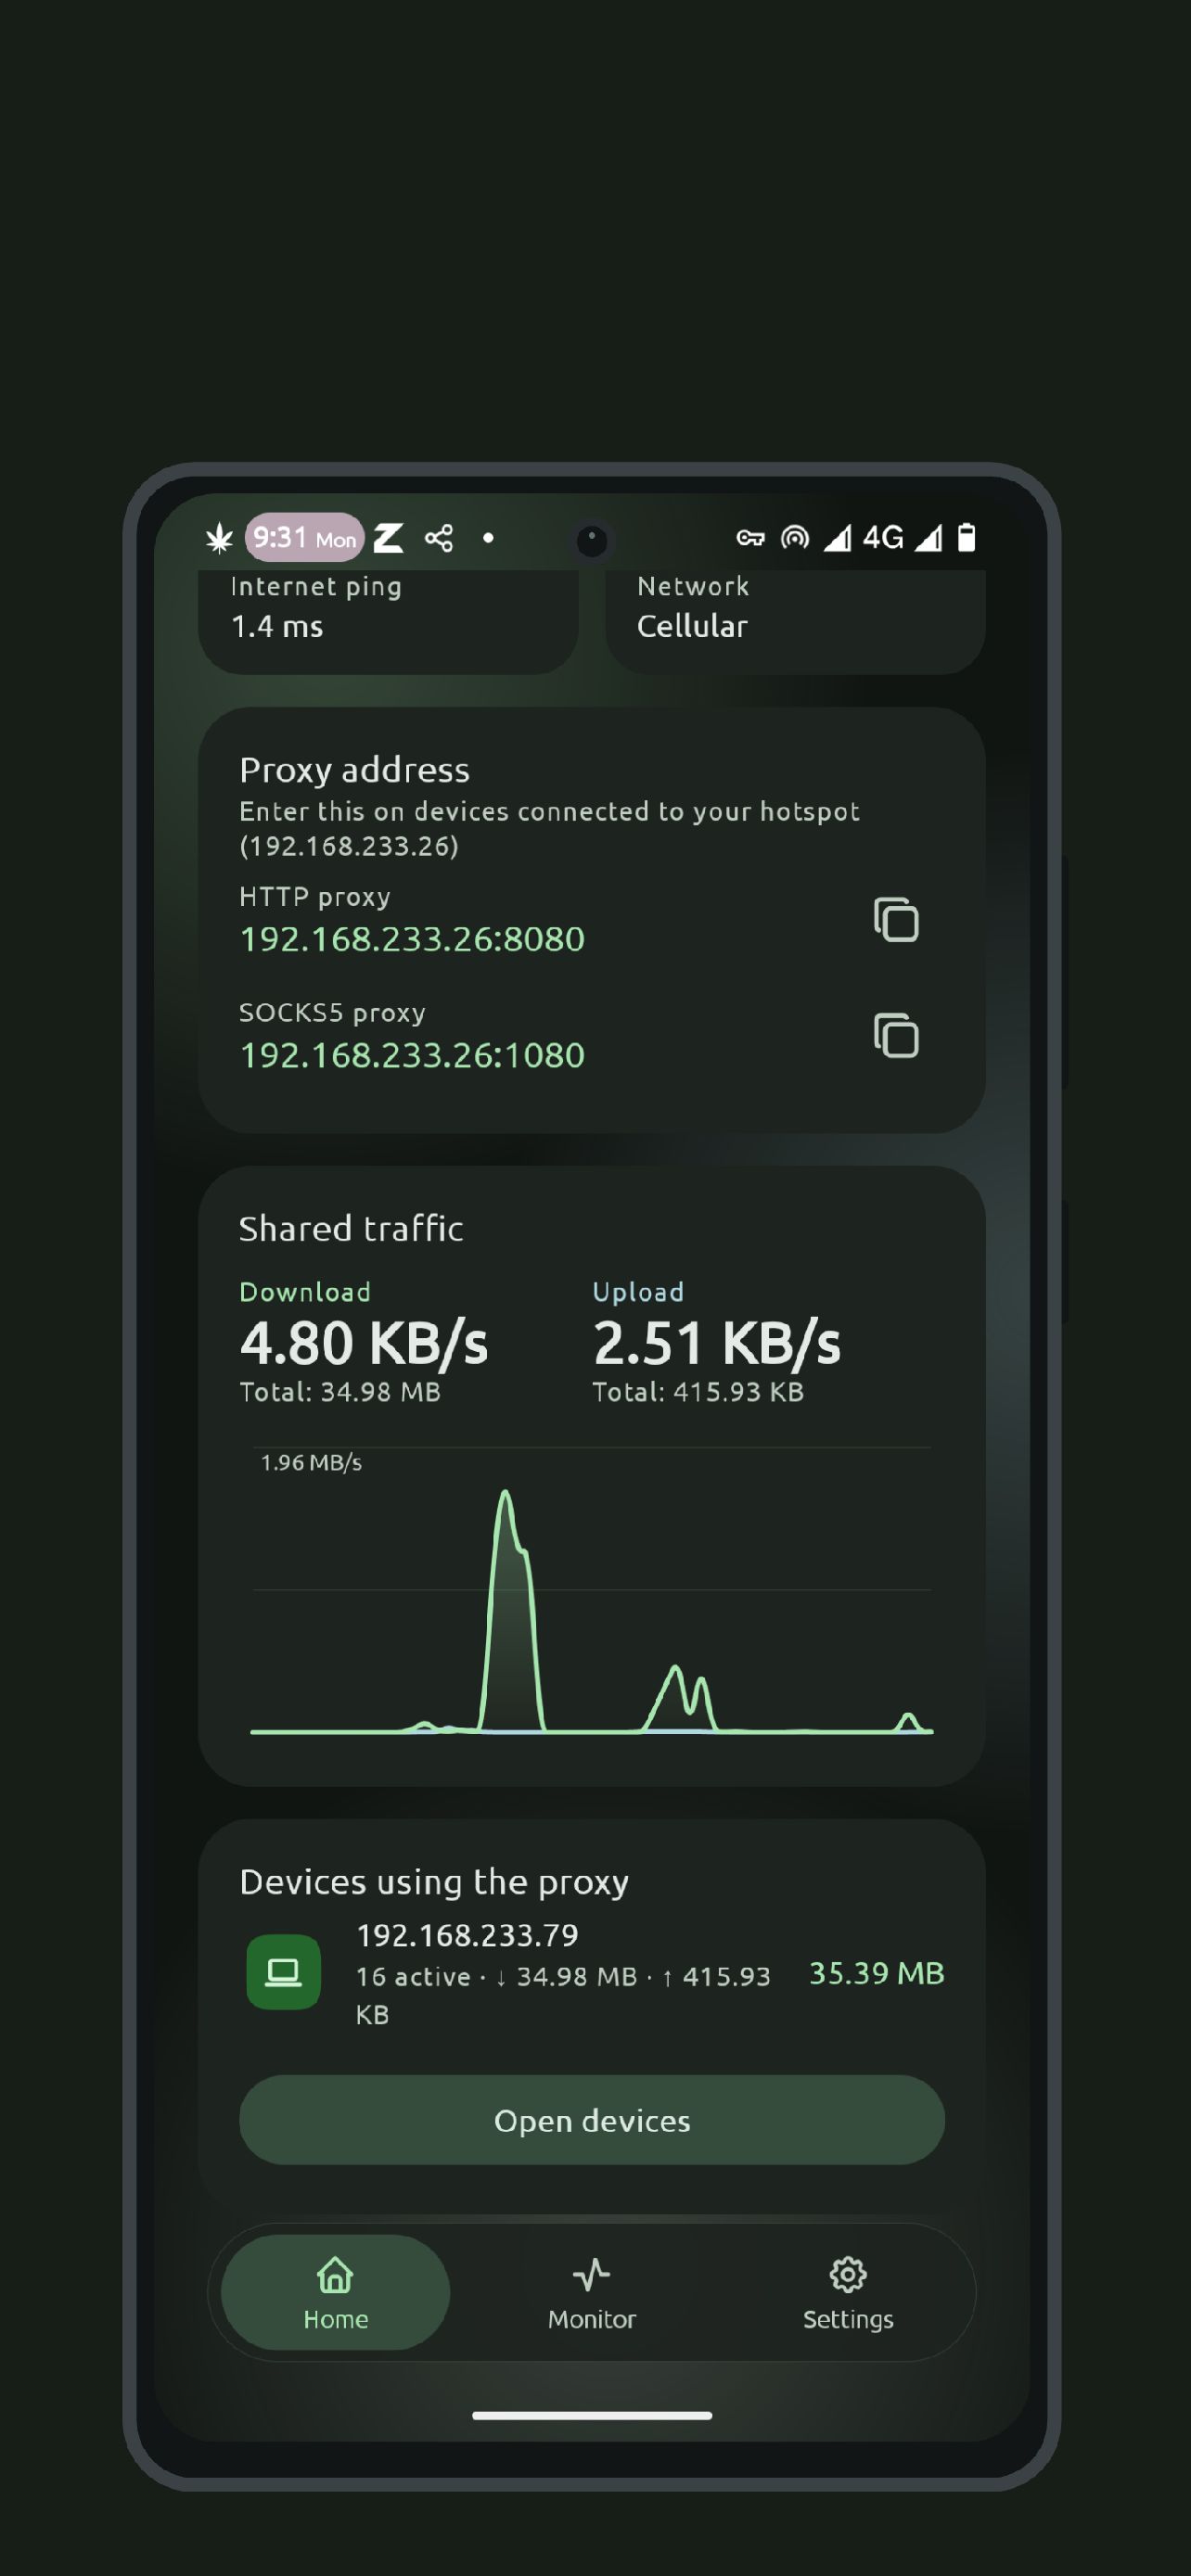 9:31 Mon
4G
Internet ping
1.4 ms
Network
Cellular
Proxy address
Enter this on devices connected to your hotspot
(192.168.233.26)
HTTP proxy
192.168.233.26:8080
SOCKS5 proxy
192.168.233.26:1080
Shared traffic
Download
4.80 KB/s
Total: 34.98 MB
Upload
2.51 KB/s
Total: 415.93 KB
1.96 MB/s
Devices using the proxy
192.168.233.79
16 active · ↓ 34.98 MB · ↑ 415.93
KB
35.39 MB
Open devices
Home
Monitor
Settings